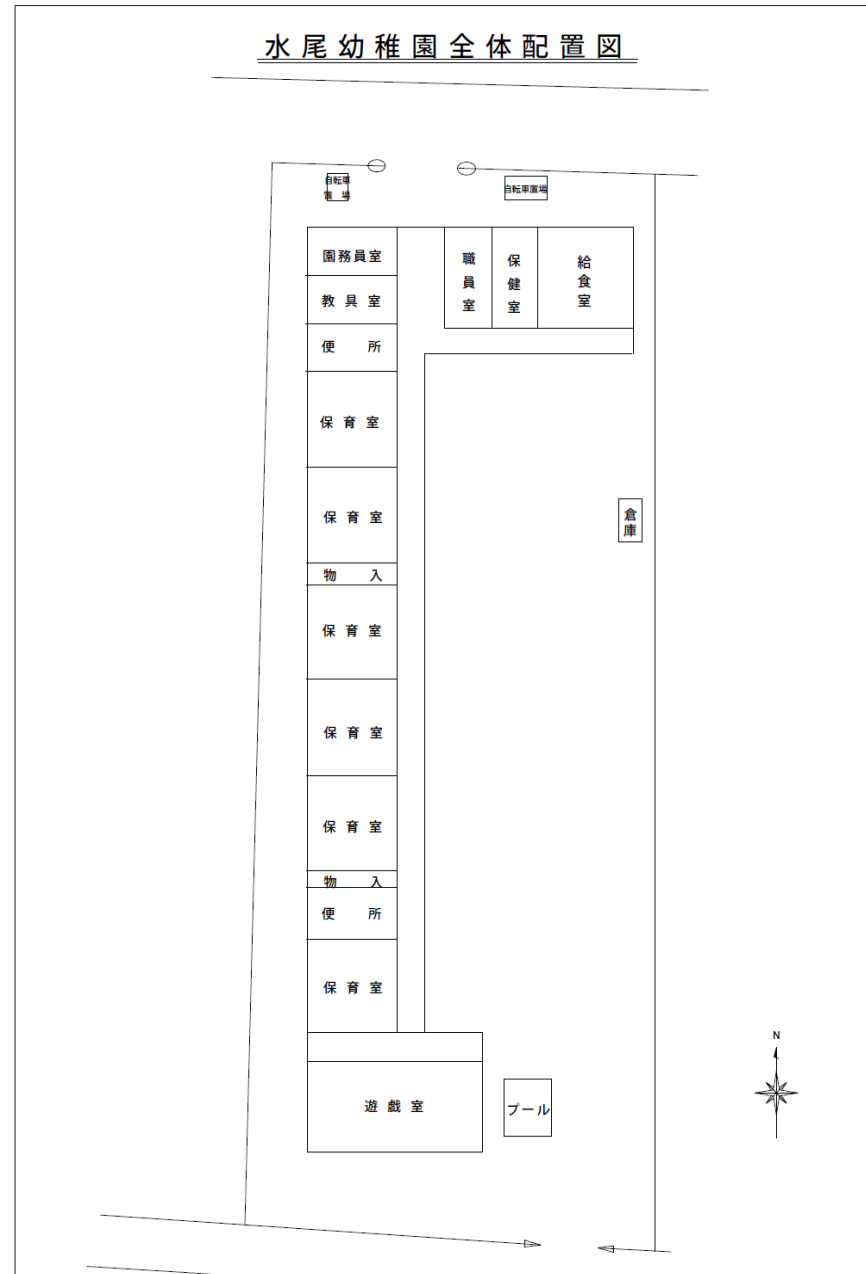 水尾幼稚園全体配置図
自転車
置場
自転車置場
園務員室
教具室
便所
保育室
保育室
物入
保育室
保育室
保育室
物入
便所
保育室
遊戯室
職員室
保健室
給食室
倉庫
プール
N